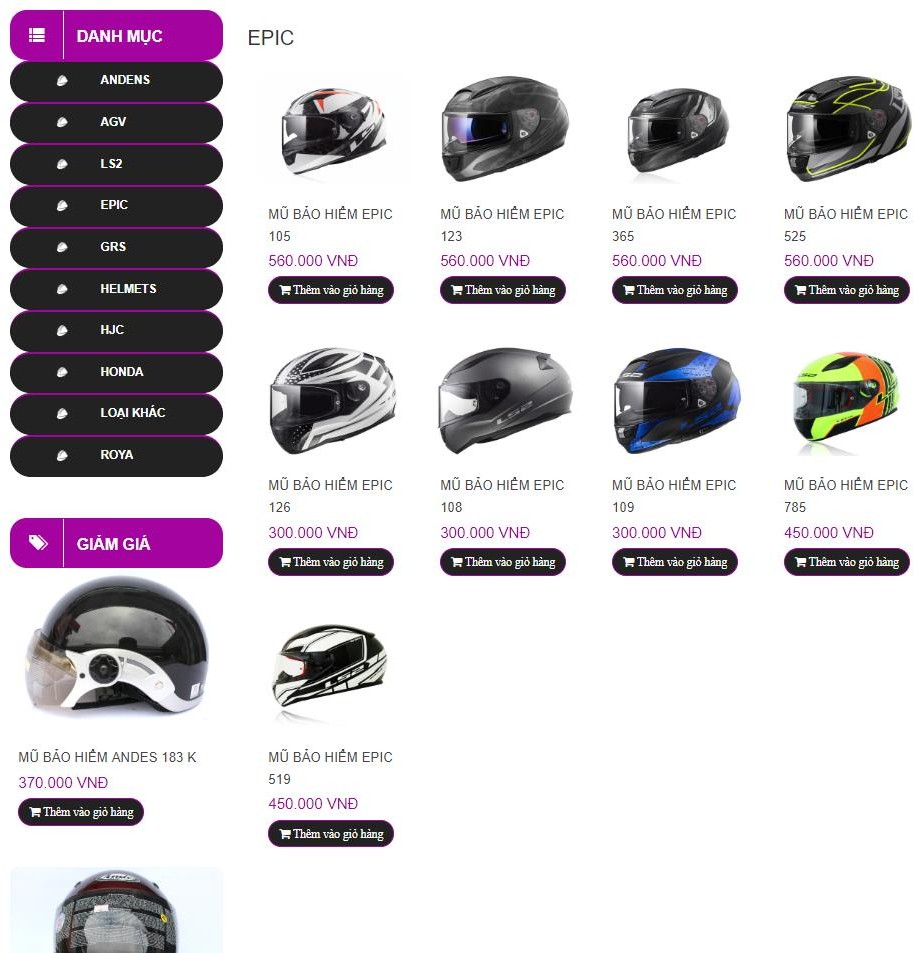 DANH MỤC
ANDENS
AGV
LS2
EPIC
GRS
HELMETS
HJC
HONDA
LOẠI KHÁC
ROYA
GIẢM GIÁ
MŨ BẢO HIỂM ANDES 183 K
370.000 VNĐ
Thêm vào giỏ hàng
EPIC
MŨ BẢO HIỂM EPIC
105
560.000 VNĐ
Thêm vào giỏ hàng
MŨ BẢO HIỂM EPIC
123
560.000 VNĐ
Thêm vào giỏ hàng
MŨ BẢO HIỂM EPIC
365
560.000 VNĐ
Thêm vào giỏ hàng
MŨ BẢO HIỂM EPIC
525
560.000 VNĐ
Thêm vào giỏ hàng
MŨ BẢO HIỂM EPIC
126
300.000 VNĐ
Thêm vào giỏ hàng
LS2
MŨ BẢO HIỂM EPIC
108
300.000 VNĐ
Thêm vào giỏ hàng
MŨ BẢO HIỂM EPIC
109
300.000 VNĐ
Thêm vào giỏ hàng
MŨ BẢO HIỂM EPIC
785
450.000 VNĐ
Thêm vào giỏ hàng
LS2
MŨ BẢO HIỂM EPIC
519
450.000 VNĐ
Thêm vào giỏ hàng